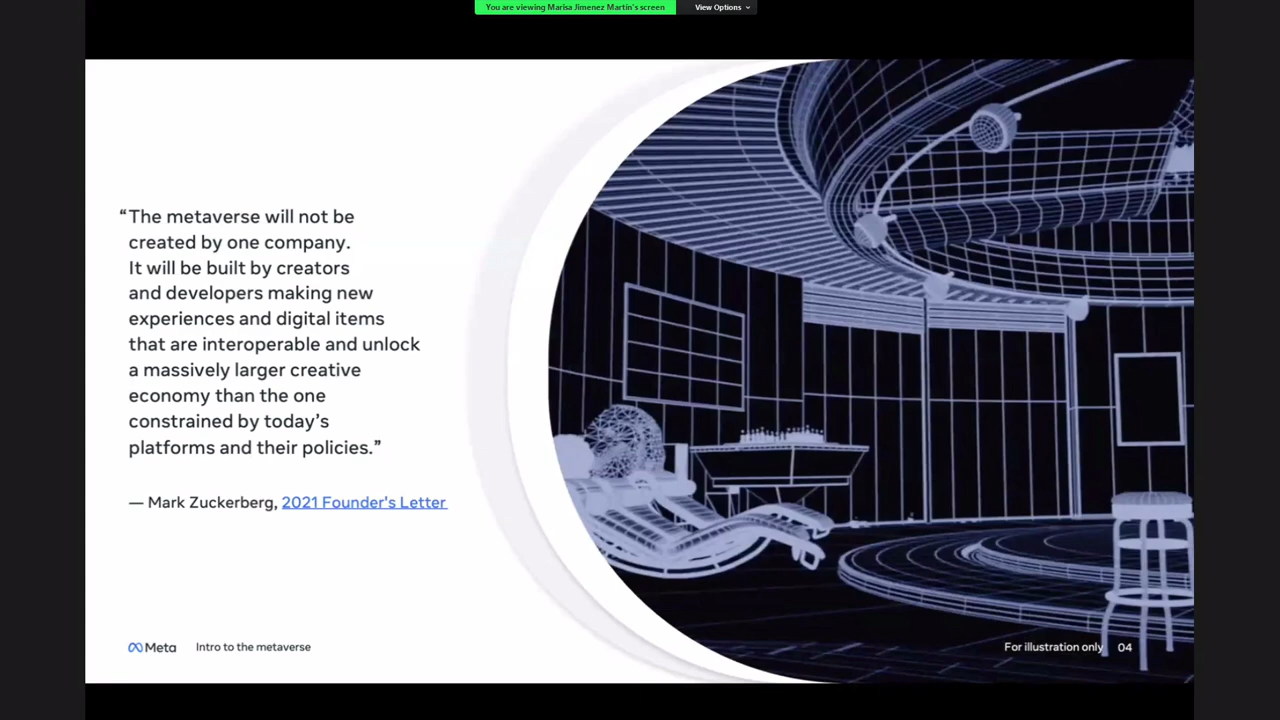 You are viewing Marisa Jimenez Martin's screen
View Options
“The metaverse will not be
created by one company.
It will be built by creators
and developers making new
experiences and digital items
that are interoperable and unlock
a massively larger creative
economy than the one
constrained by today’s
platforms and their policies.”
— Mark Zuckerberg, 2021 Founder's Letter
Meta
Intro to the metaverse
For illustration only
04